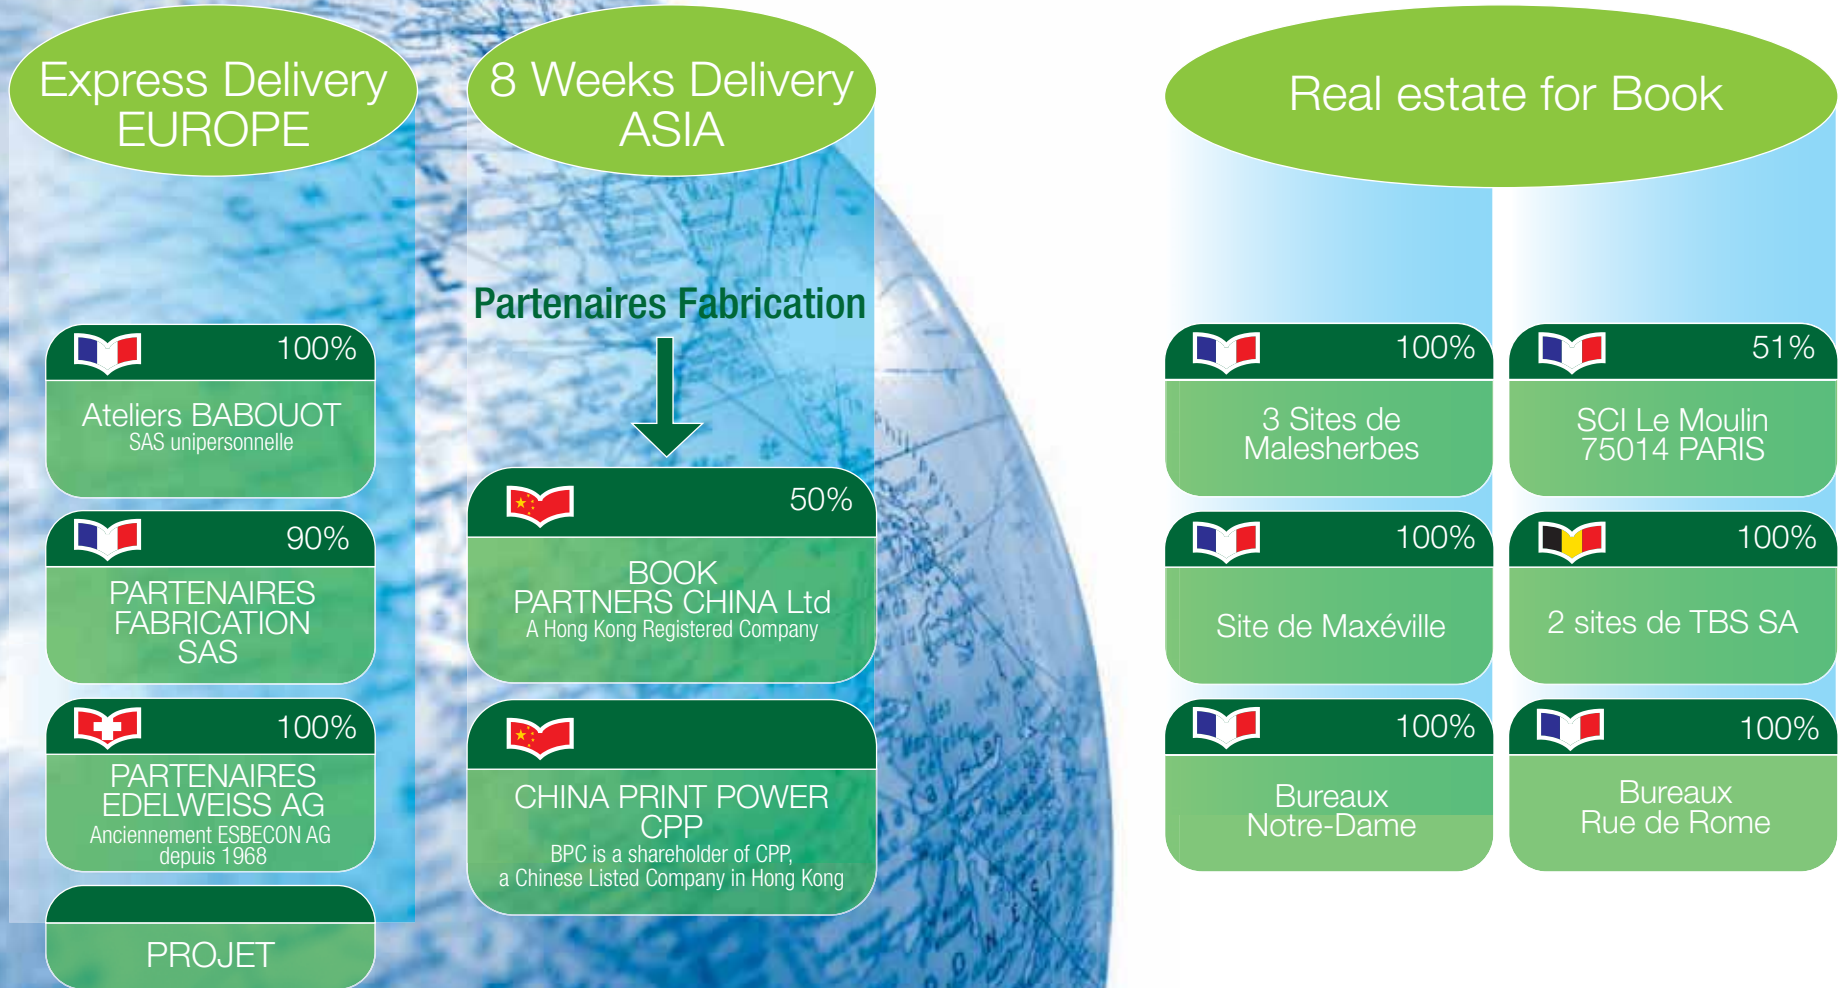 Express Delivery
EUROPE
100%
Ateliers BABOUOT
SAS unipersonnelle
90%
PARTENAIRES
FABRICATION
SAS
100%
PARTENAIRES
EDELWEISS AG
Anciennement ESBECON AG
depuis 1968
PROJET
8 Weeks Delivery
ASIA
Partenaires Fabrication
50%
BOOK
PARTNERS CHINA Ltd
A Hong Kong Registered Company
CHINA PRINT POWER
CPP
BPC is a shareholder of CPP,
a Chinese Listed Company in Hong Kong
Real estate for Book
100%
3 Sites de
Malesherbes
51%
SCI Le Moulin
75014 PARIS
100%
Site de Maxéville
100%
2 sites de TBS SA
100%
Bureaux
Notre-Dame
100%
Bureaux
Rue de Rome